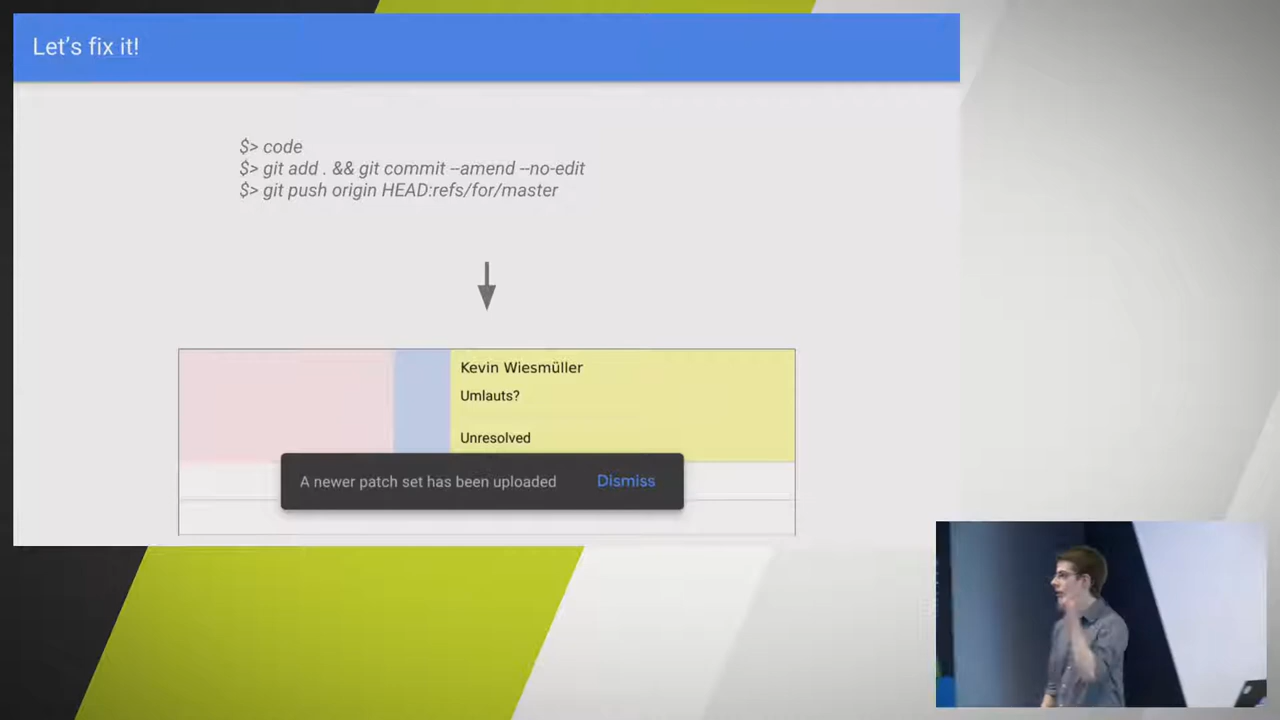 Let's fix it!
$> code
$> git add . && git commit --amend --no-edit
$> git push origin HEAD:refs/for/master
Kevin Wiesmüller
Umlauts?
Unresolved
A newer patch set has been uploaded
Dismiss